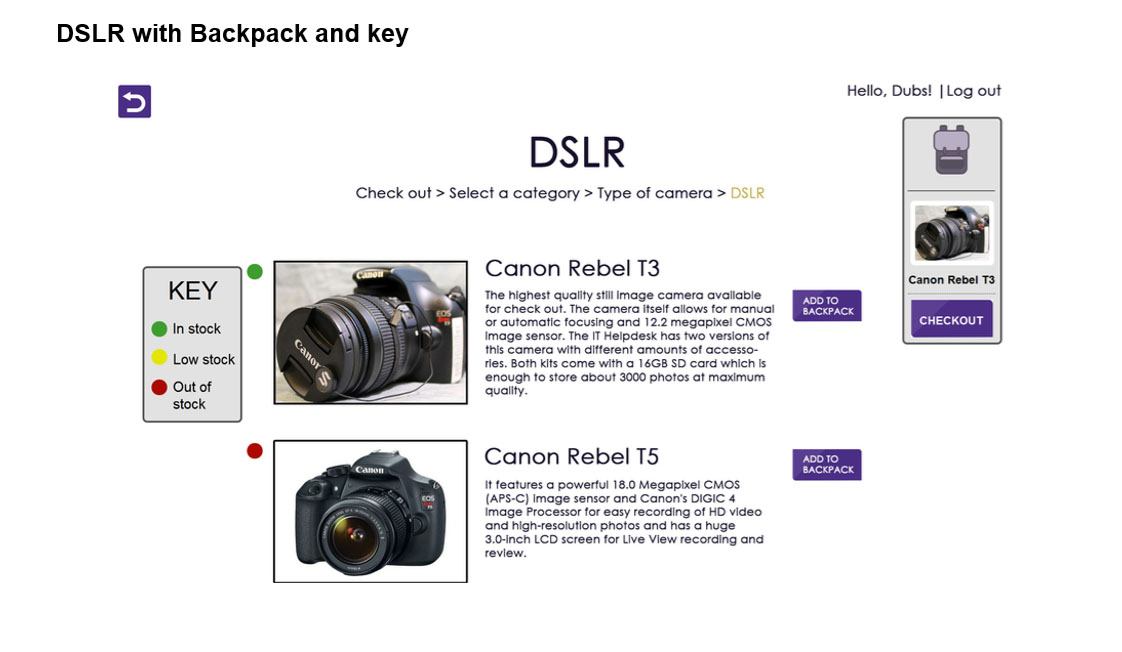 DSLR with Backpack and key
Hello, Dubs! |Log out
DSLR
Check out > Select a category > Type of camera > DSLR
Canon Rebel T3
CHECKOUT
KEY
In stock
Low stock
Out of
stock
Canon
EOS
Canon
Canon Rebel T3
The highest quality still image camera available
for check out. The camera itself allows for manual
or automatic focusing and 12.2 megapixel CMOS
image sensor. The IT Helpdesk has two versions of
this camera with different amounts of accesso-
ries. Both kits come with a 16GB SD card which is
enough to store about 3000 photos at maximum
quality.
ADD TO
BACKPACK
Canon
EOS
Canon Rebel T5
It features a powerful 18.0 Megapixel CMOS
(APS-C) image sensor and Canon's DIGIC 4
Image Processor for easy recording of HD video
and high-resolution photos and has a huge
3.0-inch LCD screen for Live View recording and
review.
ADD TO
BACKPACK